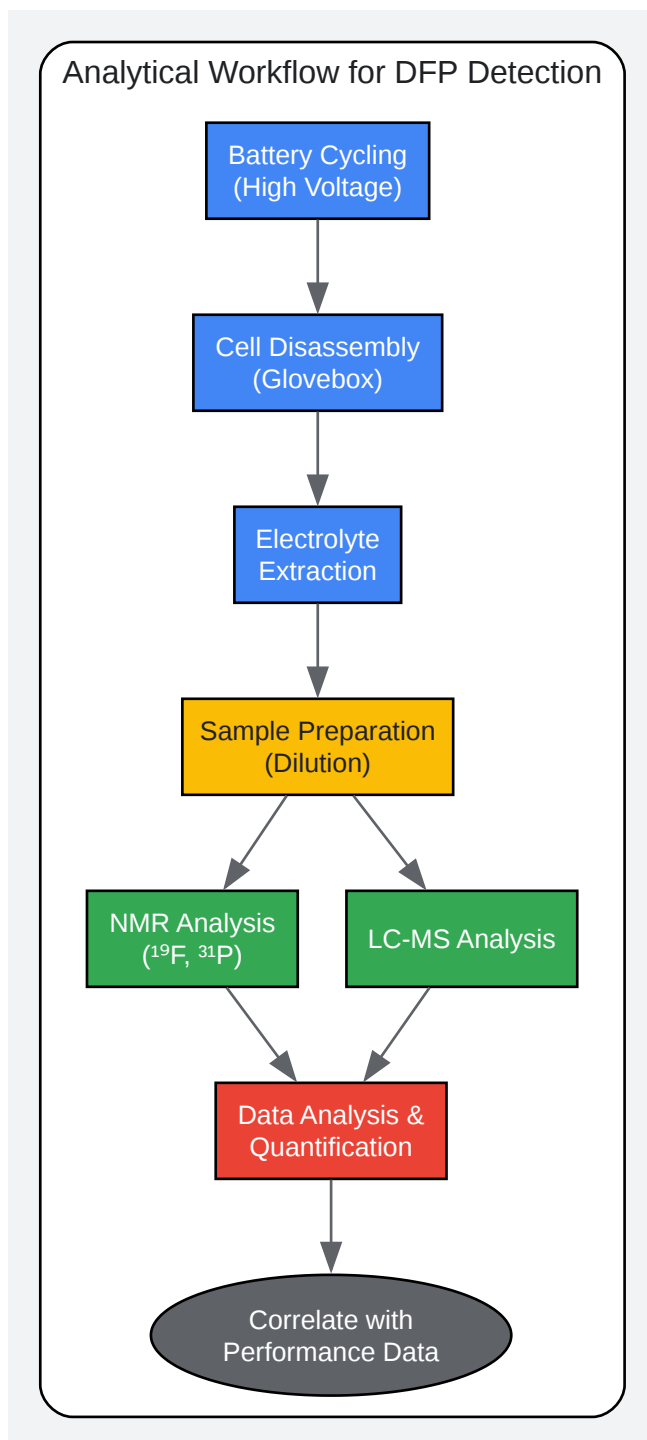 Analytical Workflow for DFP Detection
Battery Cycling
(High Voltage)
Cell Disassembly
(Glovebox)
Electrolyte
Extraction
Sample Preparation
(Dilution)
NMR Analysis
(¹⁹F, ³¹P)
LC-MS Analysis
Data Analysis &
Quantification
Correlate with
Performance Data